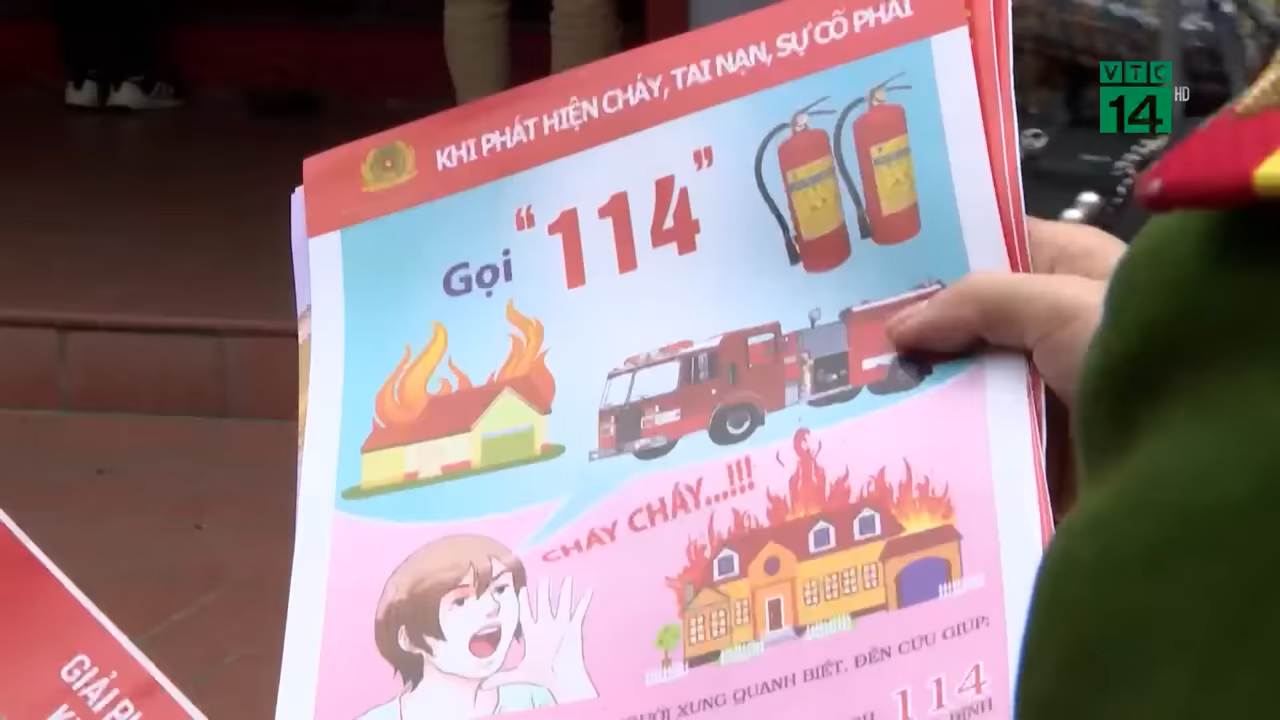 VTC
14 HD
KHI PHÁT HIỆN CHÁY, TAI NẠN, SỰ CỐ PHẢI
Gọi “114”
CHÁY CHÁY...!!!
XUNG QUANH BIẾT, ĐẾN CỨU GIÚP;
114
GIẢI